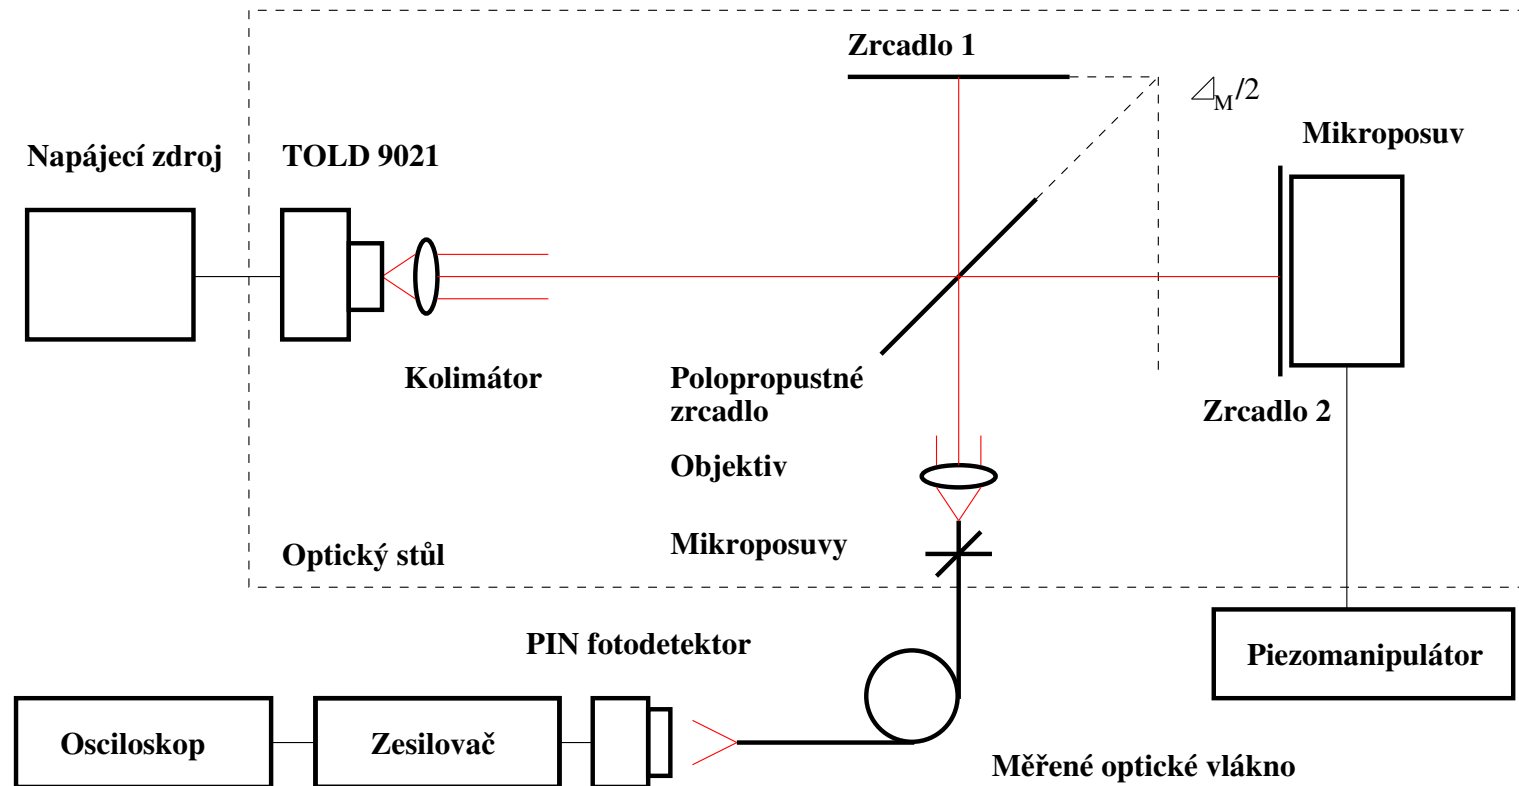 Zrcadlo 1
⊿M/2
Mikroposuv
Napájecí zdroj
TOLD 9021
Kolimátor
Polopropustné
zrcadlo
Zrcadlo 2
Objektiv
Mikroposuvy
Optický stůl
PIN fotodetektor
Piezomanipulátor
Osciloskop
Zesilovač
Měřené optické vlákno